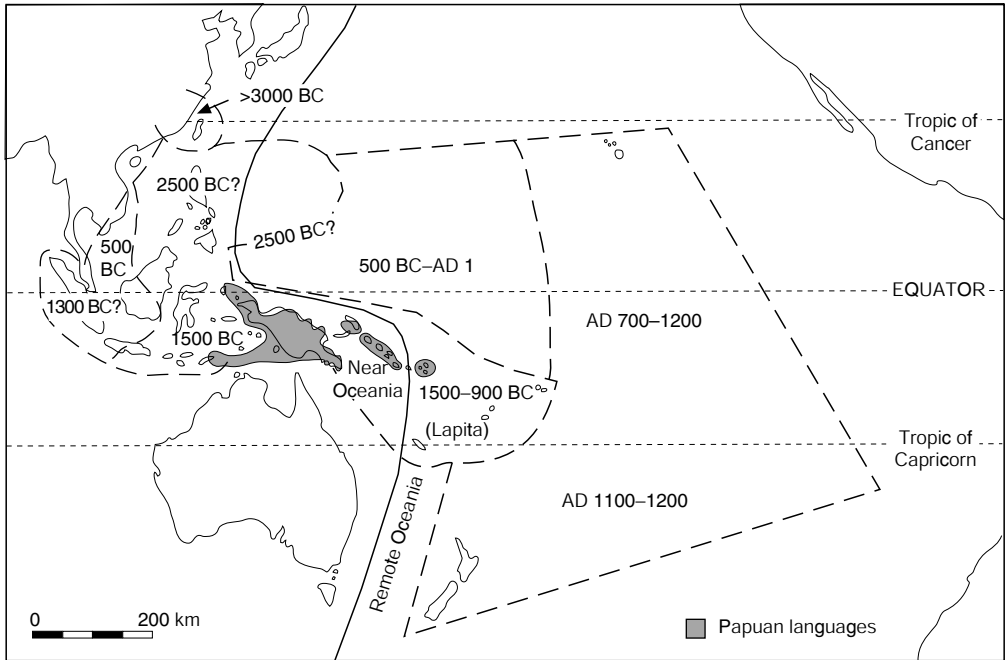 >3000 BC
Tropic of
Cancer
2500 BC?
2500 BC?
500
BC
500 BC–AD 1
EQUATOR
1300 BC?
AD 700–1200
1500 BC
Near
Oceania
1500–900 BC
(Lapita)
Tropic of
Capricorn
AD 1100–1200
Remote Oceania
0 200 km
Papuan languages